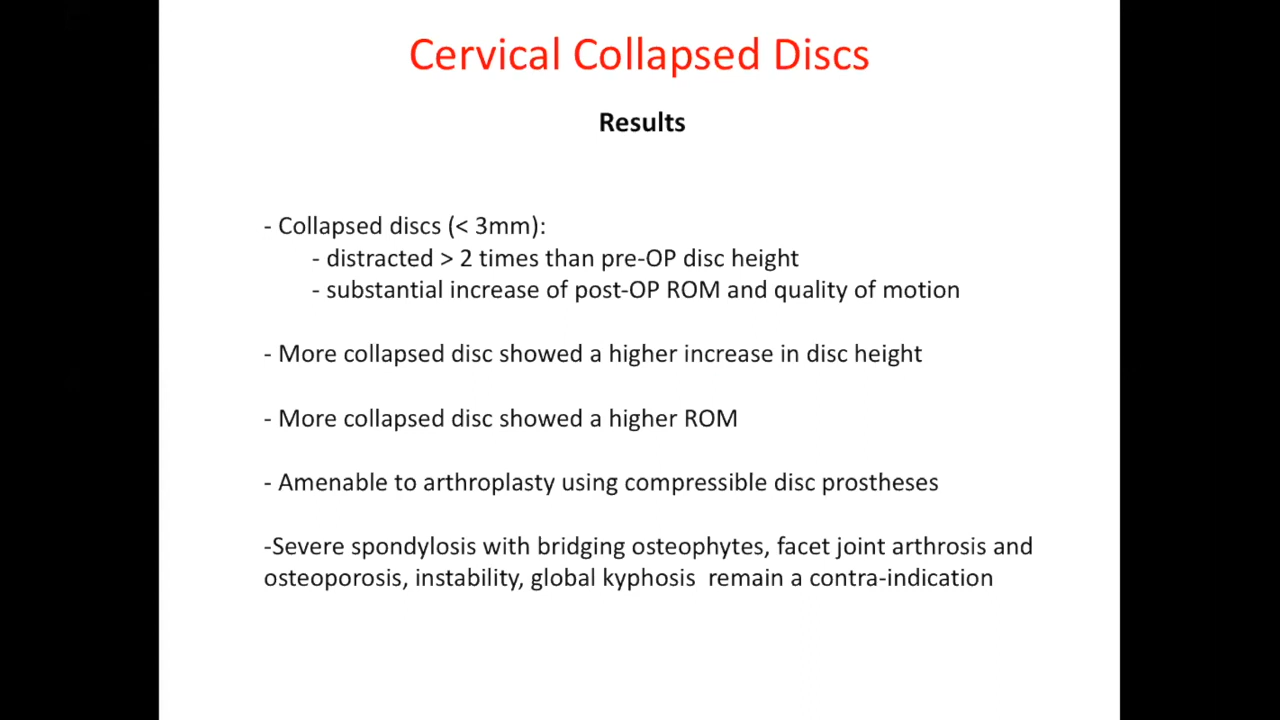 Cervical Collapsed Discs
Results
- Collapsed discs (< 3mm):
- distracted > 2 times than pre-OP disc height
- substantial increase of post-OP ROM and quality of motion
- More collapsed disc showed a higher increase in disc height
- More collapsed disc showed a higher ROM
- Amenable to arthroplasty using compressible disc prostheses
-Severe spondylosis with bridging osteophytes, facet joint arthrosis and
osteoporosis, instability, global kyphosis  remain a contra-indication